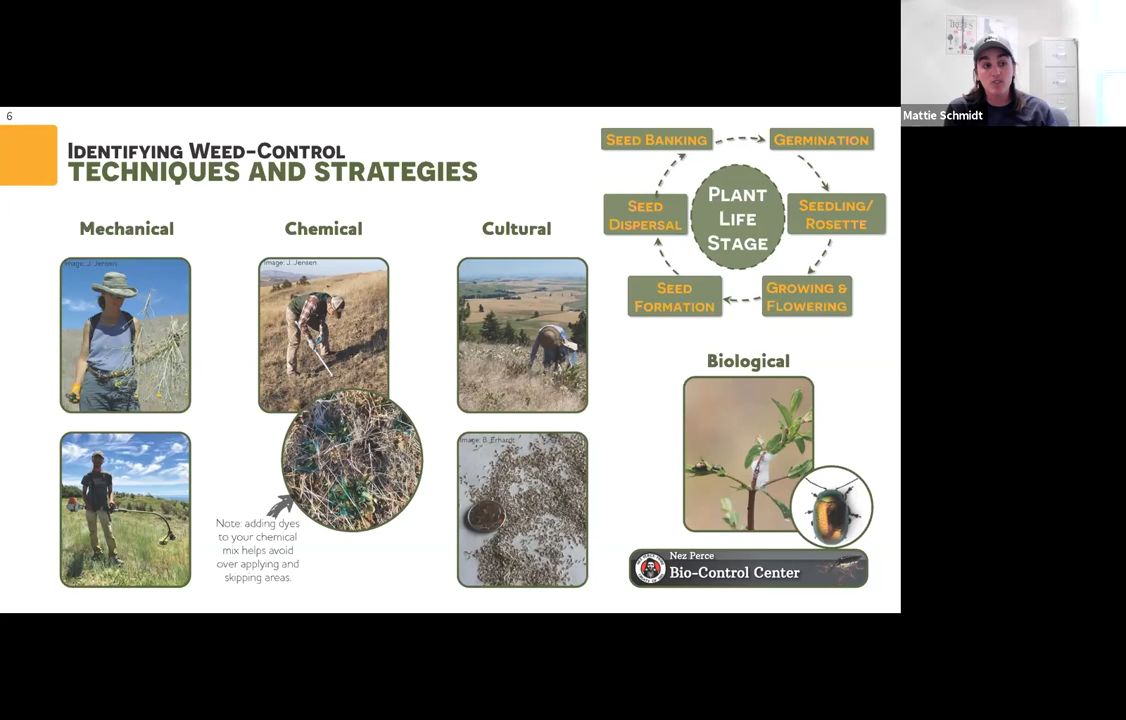 6
Identifying Weed-Control
Techniques and Strategies
Mechanical
Chemical
Cultural
Image: J. Jensen
Image: J. Jensen
Image: B. Erhardt
Note: adding dyes
to your chemical
mix helps avoid
over applying and
skipping areas.
Seed Banking
Germination
Seedling/
Rosette
Growing &
Flowering
Seed
Formation
Seed
Dispersal
Plant
Life
Stage
Biological
Nez Perce
Bio-Control Center
Mattie Schmidt